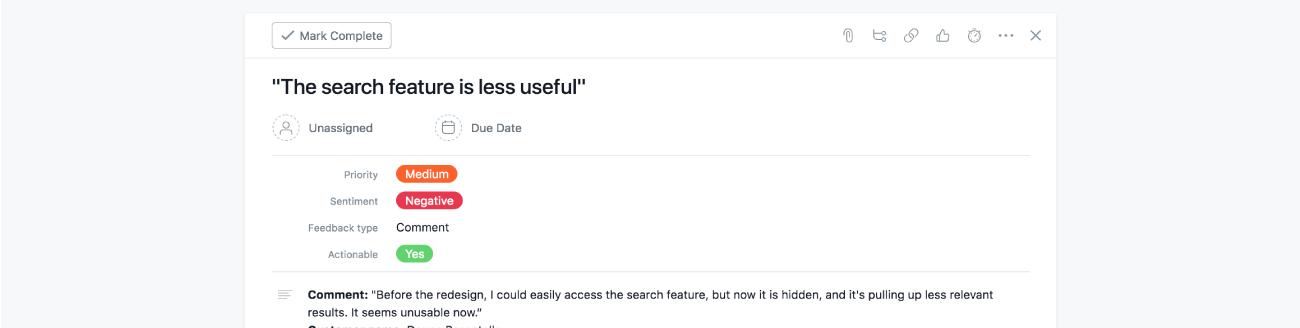 Mark Complete
"The search feature is less useful"
Unassigned
Due Date
Priority Medium
Sentiment Negative
Feedback type Comment
Actionable Yes
Comment: "Before the redesign, I could easily access the search feature, but now it is hidden, and it's pulling up less relevant
results. It seems unusable now."